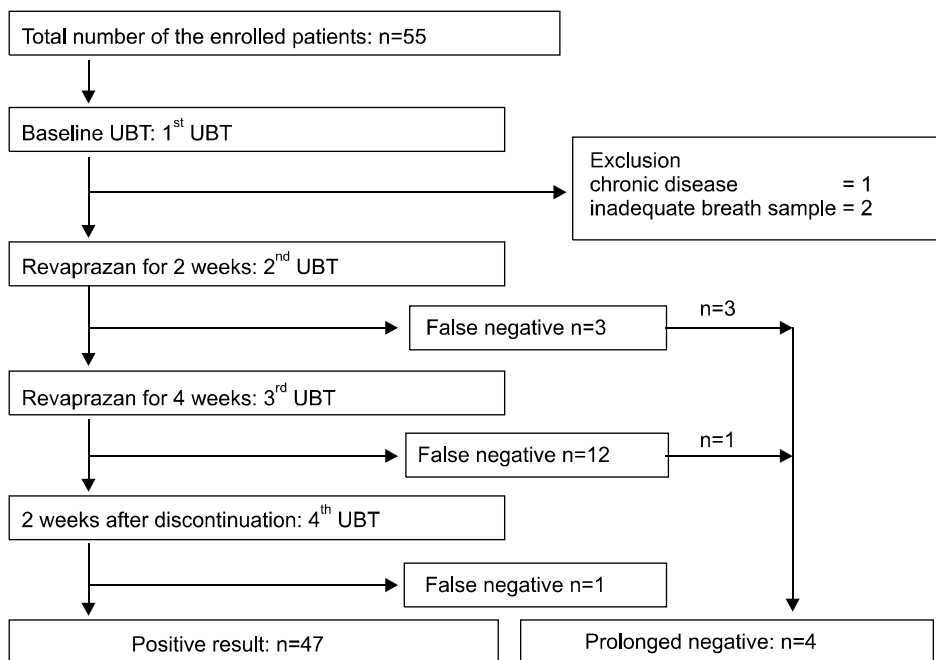 Total number of the enrolled patients: n=55
Baseline UBT: 1st UBT
Exclusion
chronic disease = 1
inadequate breath sample = 2
Revaprazan for 2 weeks: 2nd UBT
False negative n=3
n=3
Revaprazan for 4 weeks: 3rd UBT
False negative n=12
n=1
2 weeks after discontinuation: 4th UBT
False negative n=1
Positive result: n=47
Prolonged negative: n=4